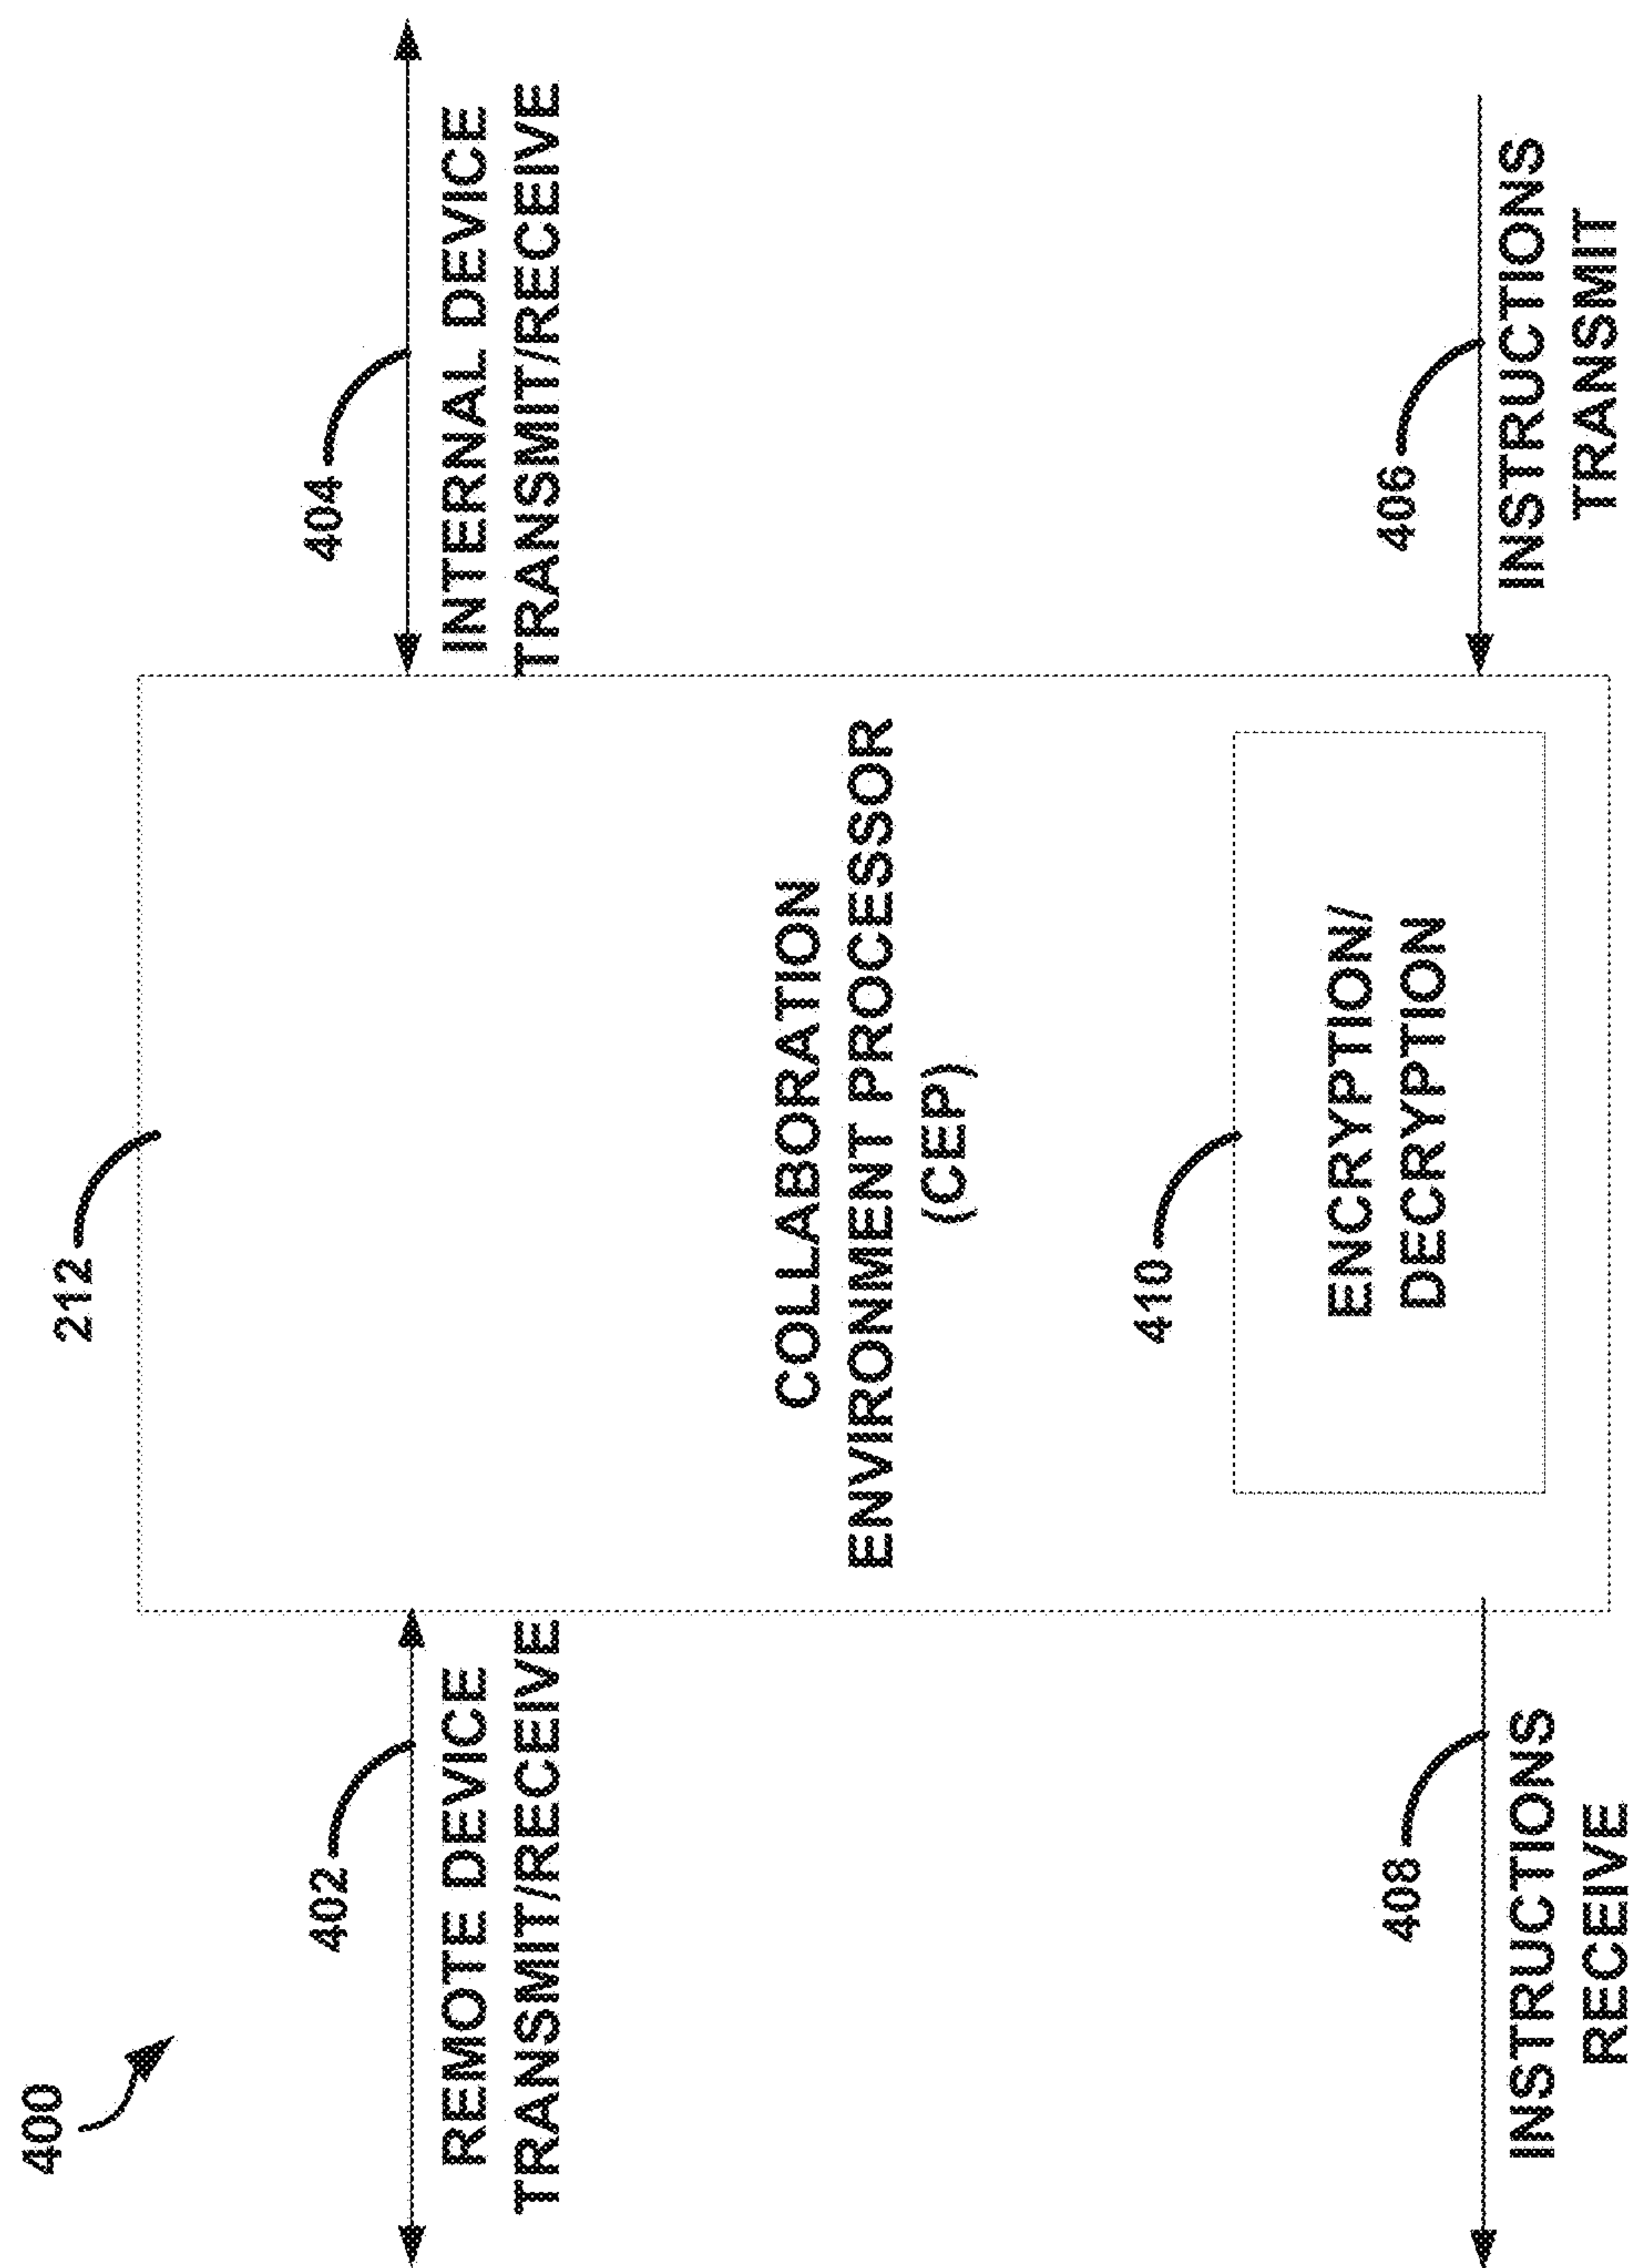 400
212
402
REMOTE DEVICE
TRANSMIT/RECEIVE
404
INTERNAL DEVICE
TRANSMIT/RECEIVE
COLLABORATION
ENVIRONMENT PROCESSOR
(CEP)
410
ENCRYPTION/
DECRYPTION
408
INSTRUCTIONS
RECEIVE
406
INSTRUCTIONS
TRANSMIT